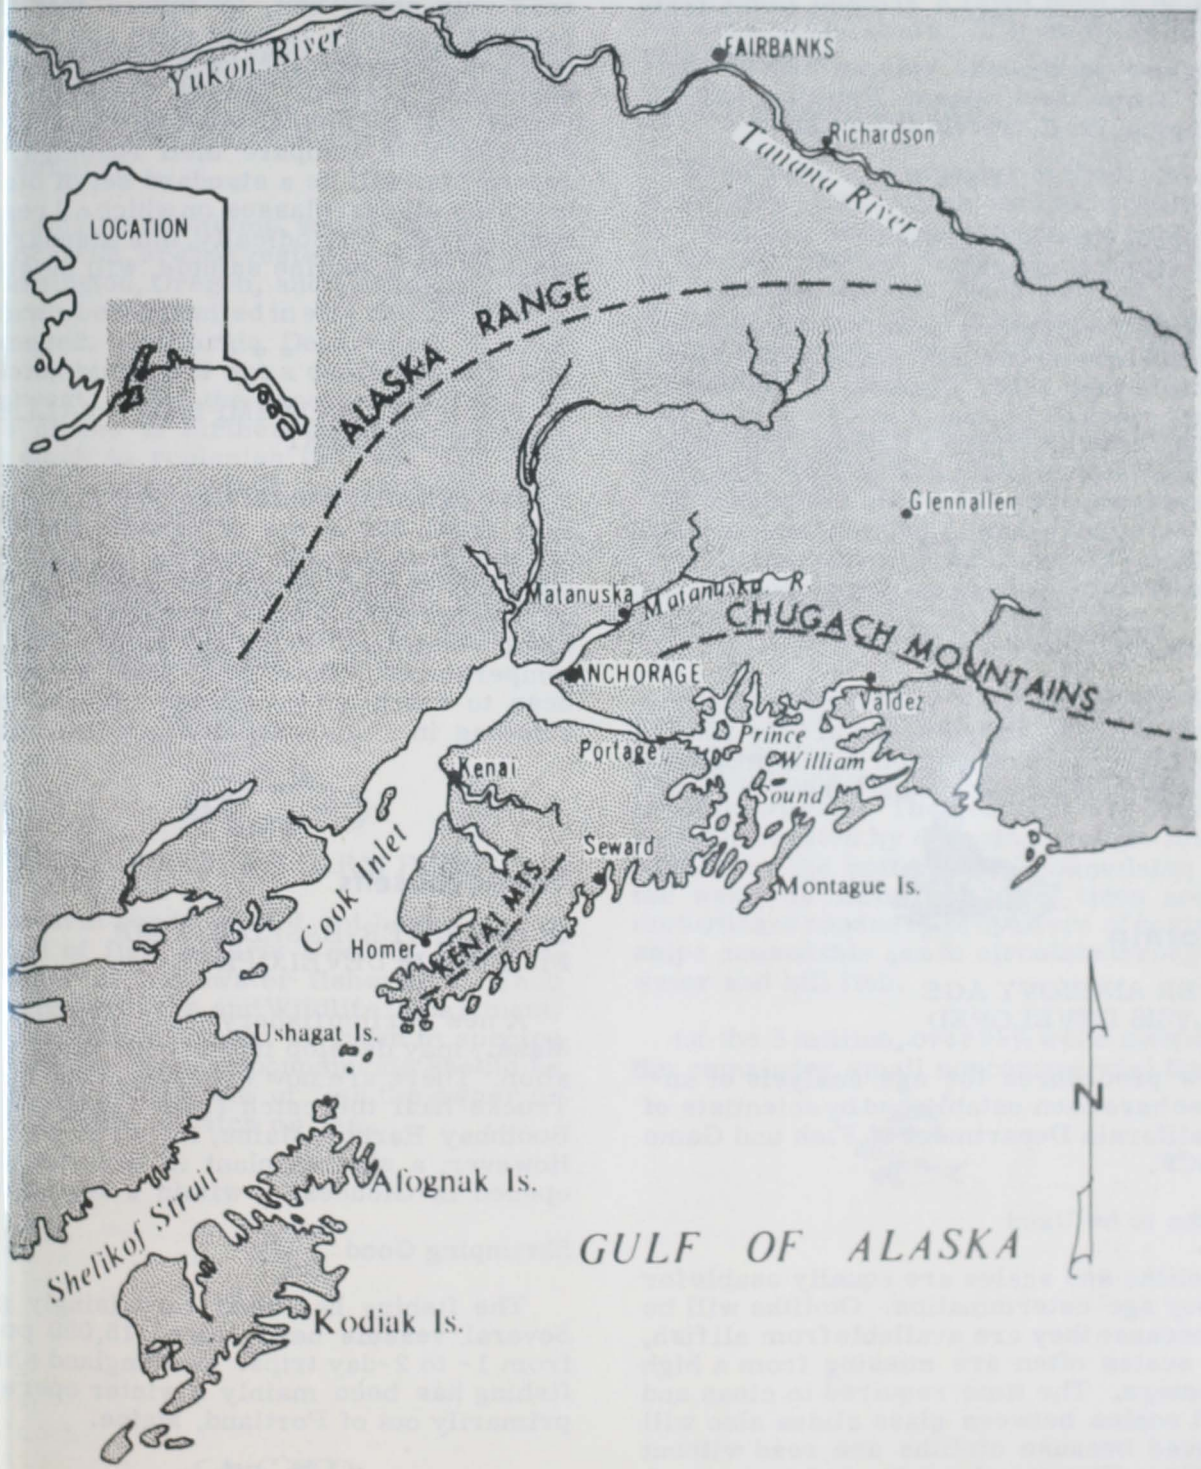 Yukon River
FAIRBANKS
Richardson
Tanana River
LOCATION
ALASKA RANGE
Glennallen
Matanuska
Matanuska R.
CHUGACH MOUNTAINS
ANCHORAGE
Valdez
Portage
Prince
William
Sound
Kenai
Cook Inlet
Seward
Montague Is.
Homer
KENAI MTS
Ushagat Is.
N
Afognak Is.
Shelikof Strait
GULF OF ALASKA
Kodiak Is.